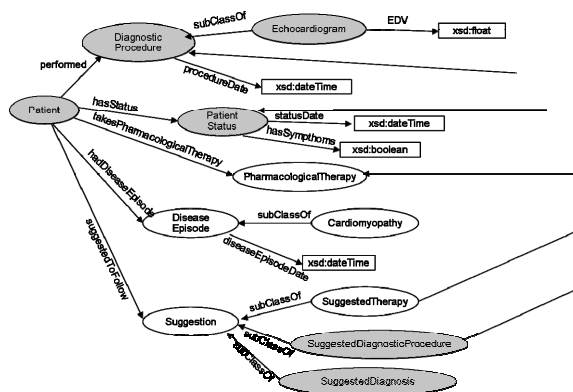 subClassOf
Echocardiogram
EDV
xsd:float
Diagnostic
Procedure
performed
procedureDate
xsd:dateTime
Patient
hasStatus
Patient
Status
statusDate
xsd:dateTime
hasSympthoms
xsd:boolean
takesPharmacologicalTherapy
PharmacologicalTherapy
hadDiseaseEpisode
Disease
Episode
subClassOf
Cardiomyopathy
diseaseEpisodeDate
xsd:dateTime
suggestedToFollow
Suggestion
subClassOf
SuggestedTherapy
subClassOf
SuggestedDiagnosticProcedure
subClassOf
SuggestedDiagnosis